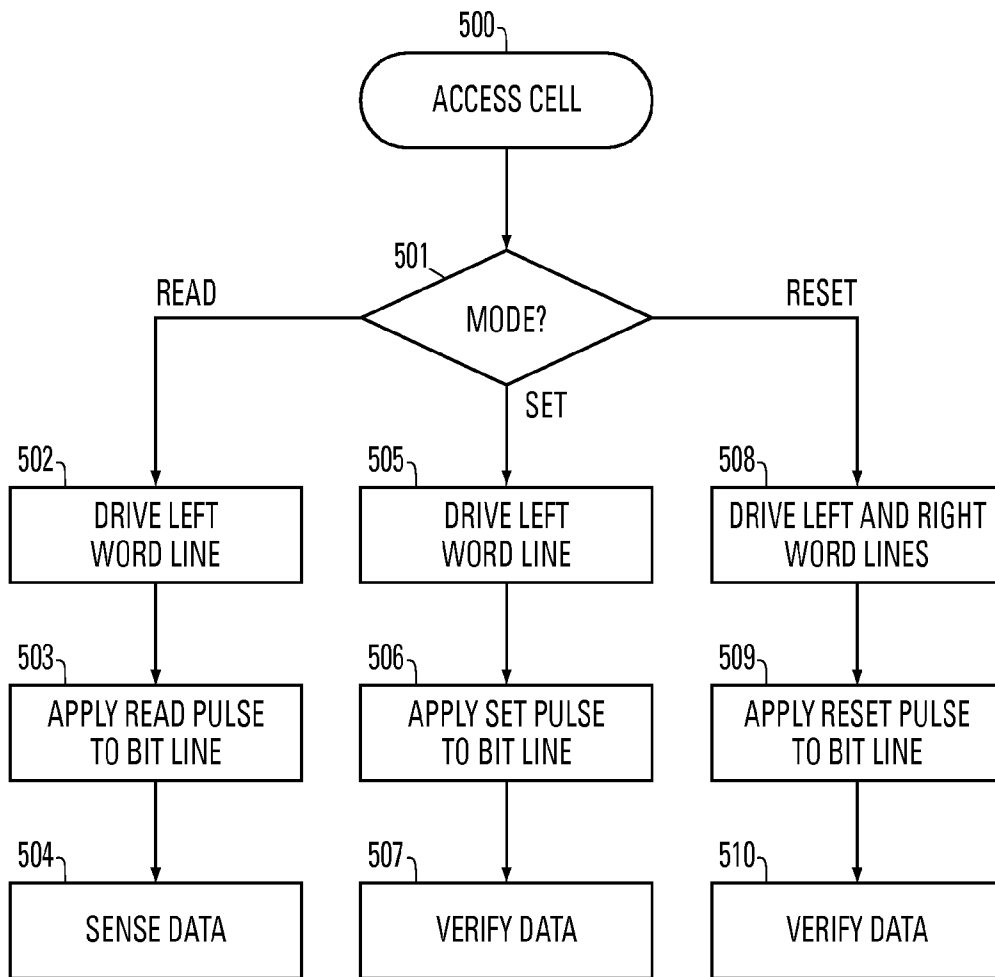 500
ACCESS CELL
501
MODE?
READ
SET
RESET
502
DRIVE LEFT
WORD LINE
505
DRIVE LEFT
WORD LINE
508
DRIVE LEFT AND RIGHT
WORD LINES
503
APPLY READ PULSE
TO BIT LINE
506
APPLY SET PULSE
TO BIT LINE
509
APPLY RESET PULSE
TO BIT LINE
504
SENSE DATA
507
VERIFY DATA
510
VERIFY DATA